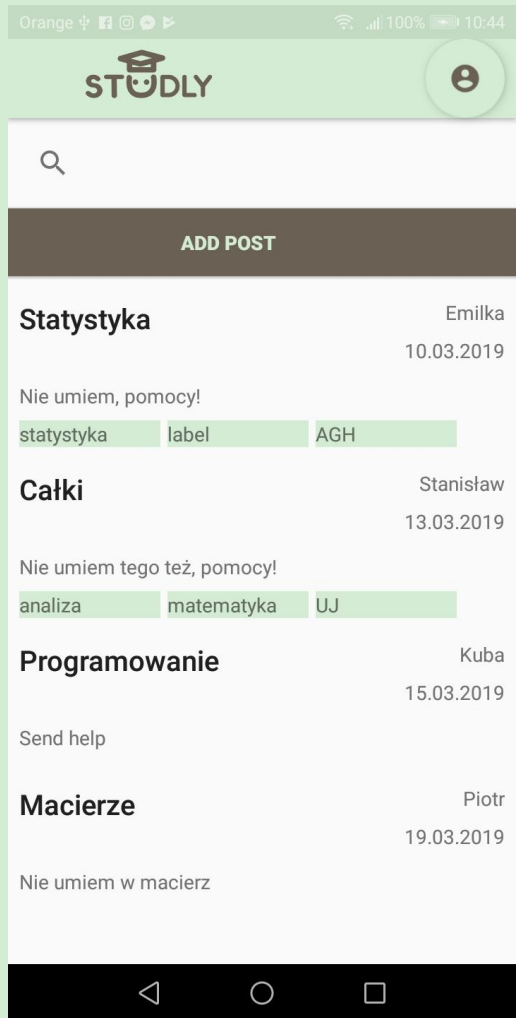 Orange 100% 10:44
STUDLY
ADD POST
Statystyka Emilka
10.03.2019
Nie umiem, pomocy!
statystyka label AGH
Całki Stanisław
13.03.2019
Nie umiem tego też, pomocy!
analiza matematyka UJ
Programowanie Kuba
15.03.2019
Send help
Macierze Piotr
19.03.2019
Nie umiem w macierz